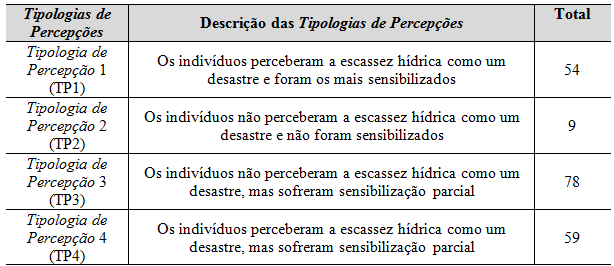 Tipologias de Percepções Descrição das Tipologias de Percepções Total
Tipologia de Percepção 1 (TP1) Os indivíduos perceberam a escassez hídrica como um desastre e foram os mais sensibilizados 54
Tipologia de Percepção 2 (TP2) Os indivíduos não perceberam a escassez hídrica como um desastre e não foram sensibilizados 9
Tipologia de Percepção 3 (TP3) Os indivíduos não perceberam a escassez hídrica como um desastre, mas sofreram sensibilização parcial 78
Tipologia de Percepção 4 (TP4) Os indivíduos perceberam a escassez hídrica como um desastre, mas sofreram sensibilização parcial 59